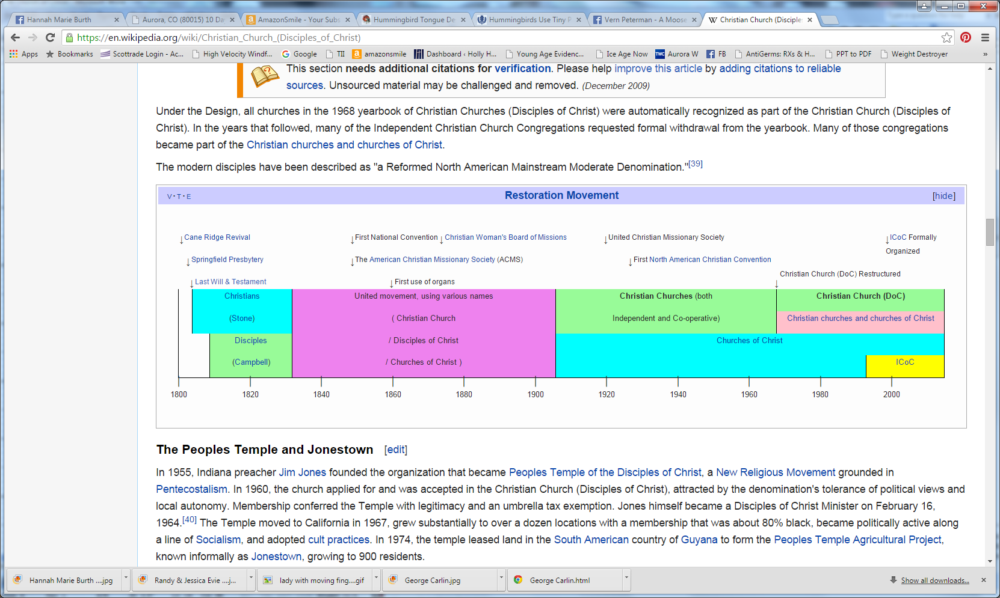 Hannah Marie Burth
Aurora, CO (80015) 10 Da
AmazonSmile - Your Subs
Hummingbird Tongue De
Hummingbirds Use Tiny P
Vern Peterman - A Moose
Christian Church (Disciple
https://en.wikipedia.org/wiki/Christian_Church_(Disciples_of_Christ)
Apps Bookmarks Scottrade Login - Ac... High Velocity Windf... Google TII amazonsmile Dashboard ‹ Holly H... Young Age Evidenc... Ice Age Now TWC Aurora W FB AntiGerms: RXs & H... PPT to PDF Weight Destroyer »
This section needs additional citations for verification. Please help improve this article by adding citations to reliable
sources. Unsourced material may be challenged and removed. (December 2009)
Under the Design, all churches in the 1968 yearbook of Christian Churches (Disciples of Christ) were automatically recognized as part of the Christian Church (Disciples of
Christ). In the years that followed, many of the Independent Christian Church Congregations requested formal withdrawal from the yearbook. Many of those congregations
became part of the Christian churches and churches of Christ.
The modern disciples have been described as "a Reformed North American Mainstream Moderate Denomination."[39]
V · T · E Restoration Movement [hide]
↓Cane Ridge Revival ↓First National Convention ↓Christian Woman's Board of Missions ↓United Christian Missionary Society ↓ICoC Formally
Organized
↓Springfield Presbytery ↓The American Christian Missionary Society (ACMS) ↓First North American Christian Convention
Christian Church (DoC) Restructured
↓Last Will & Testament ↓First use of organs ↓
Christians United movement, using various names Christian Churches (both Christian Church (DoC)
(Stone) ( Christian Church Independent and Co-operative) Christian churches and churches of Christ
Disciples / Disciples of Christ Churches of Christ
(Campbell) / Churches of Christ ) ICoC
1800 1820 1840 1860 1880 1900 1920 1940 1960 1980 2000
The Peoples Temple and Jonestown [edit]
In 1955, Indiana preacher Jim Jones founded the organization that became Peoples Temple of the Disciples of Christ, a New Religious Movement grounded in
Pentecostalism. In 1960, the church applied for and was accepted in the Christian Church (Disciples of Christ), attracted by the denomination's tolerance of political views and
local autonomy. Membership conferred the Temple with legitimacy and an umbrella tax exemption. Jones himself became a Disciples of Christ Minister on February 16,
1964.[40] The Temple moved to California in 1967, grew substantially to over a dozen locations with a membership that was about 80% black, became politically active along
a line of Socialism, and adopted cult practices. In 1974, the temple leased land in the South American country of Guyana to form the Peoples Temple Agricultural Project,
known informally as Jonestown, growing to 900 residents.
Hannah Marie Burth ....jpg
Randy & Jessica Evie ....j...
lady with moving fing....gif
George Carlin.jpg
George Carlin.html
Show all downloads...